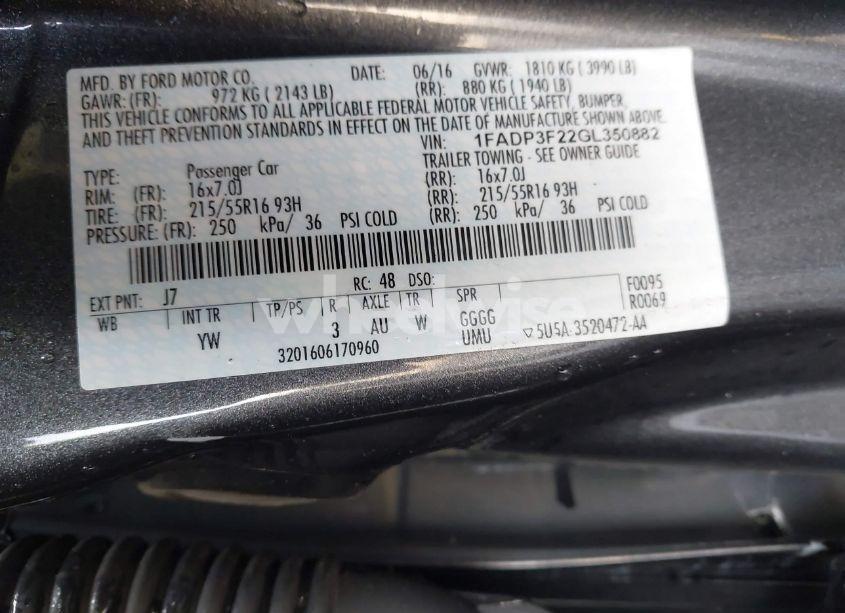 MFD. BY FORD MOTOR CO. DATE: 06/16 GVWR: 1810 KG ( 3990 LB)
GAWR: (FR): 972 KG ( 2143 LB) (RR): 880 KG ( 1940 LB)
THIS VEHICLE CONFORMS TO ALL APPLICABLE FEDERAL MOTOR VEHICLE SAFETY, BUMPER,
AND THEFT PREVENTION STANDARDS IN EFFECT ON THE DATE OF MANUFACTURE SHOWN ABOVE.
VIN: 1FADP3F22GL350882
TRAILER TOWING - SEE OWNER GUIDE
TYPE: Passenger Car
RIM: (FR): 16x7.0J (RR): 16x7.0J
TIRE: (FR): 215/55R16 93H (RR): 215/55R16 93H
PRESSURE: (FR): 250 kPa/ 36 PSI COLD (RR): 250 kPa/ 36 PSI COLD
EXT PNT: J7 RC: 48 DSO: F0095
WB INT TR TP/PS R AXLE TR SPR R0069
YW 3 AU W GGGG
UMU ▽5U5A-3520472-AA
3201606170960
wheelwise